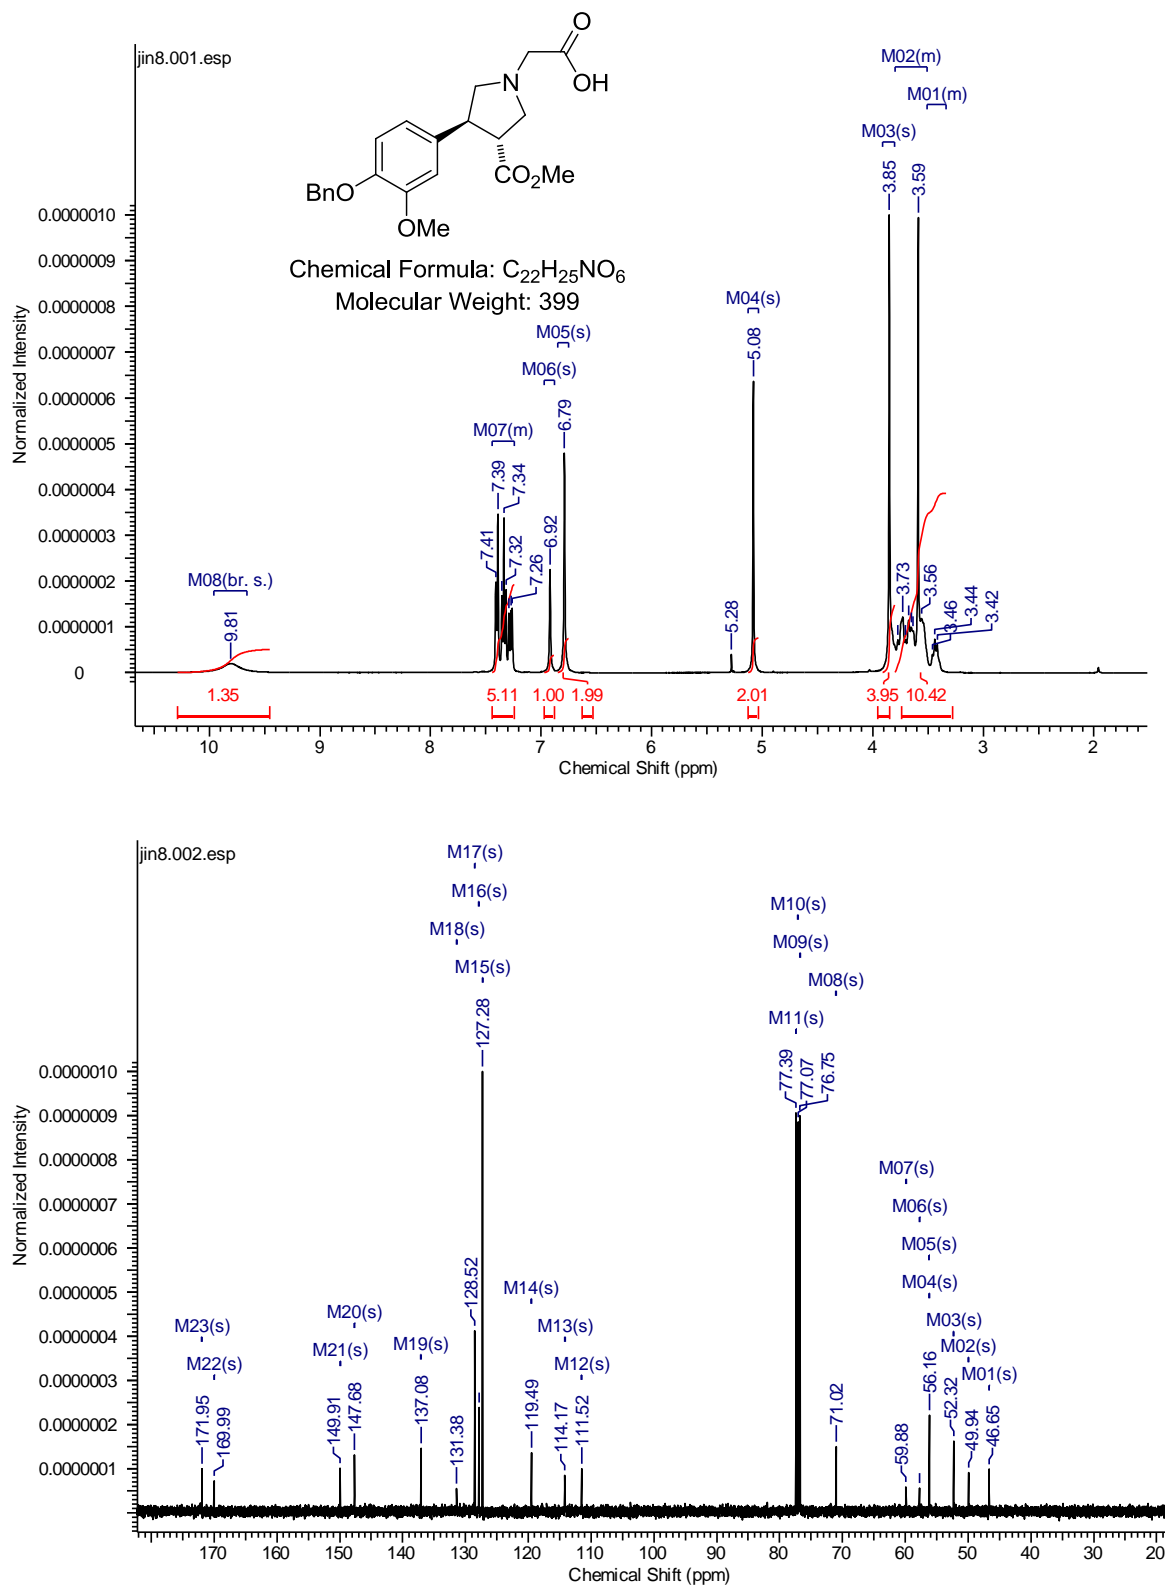 jin8.001.esp
O
OH
N
CO2Me
BnO
OMe
Chemical Formula: C22H25NO6
Molecular Weight: 399
M02(m)
M01(m)
M03(s)
3.85
3.59
M04(s)
5.08
M05(s)
M06(s)
6.79
M07(m)
7.39
7.34
7.41
7.32
7.26
6.92
3.73
3.56
3.46
3.44
3.42
M08(br. s.)
9.81
5.28
0.0000010
0.0000009
0.0000008
0.0000007
0.0000006
0.0000005
0.0000004
0.0000003
0.0000002
0.0000001
0
Normalized Intensity
1.35
5.11
1.00
1.99
2.01
3.95
10.42
10 9 8 7 6 5 4 3 2
Chemical Shift (ppm)
jin8.002.esp
M17(s)
M16(s)
M18(s)
M15(s)
127.28
M10(s)
M09(s)
M08(s)
M11(s)
77.39
77.07
76.75
128.52
M07(s)
M06(s)
M05(s)
M04(s)
M03(s)
M02(s)
M01(s)
M14(s)
M13(s)
M12(s)
M20(s)
M19(s)
M23(s)
M21(s)
M22(s)
171.95
169.99
149.91
147.68
137.08
131.38
119.49
114.17
111.52
71.02
59.88
56.16
52.32
49.94
46.65
0.0000010
0.0000009
0.0000008
0.0000007
0.0000006
0.0000005
0.0000004
0.0000003
0.0000002
0.0000001
0
Normalized Intensity
170 160 150 140 130 120 110 100 90 80 70 60 50 40 30 20
Chemical Shift (ppm)